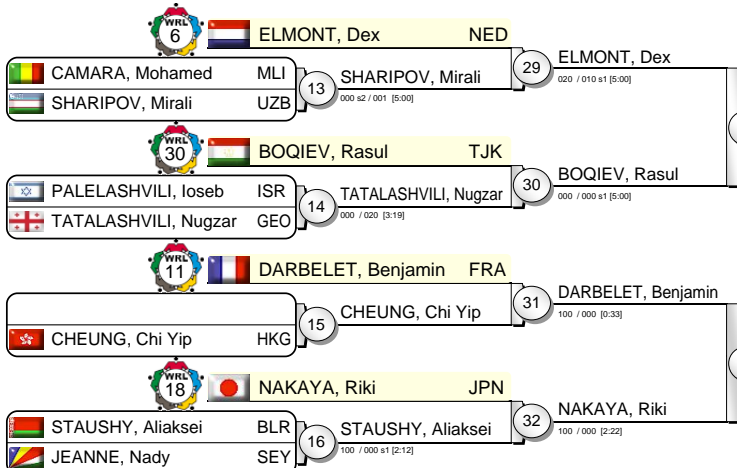 WRL
6
ELMONT, Dex NED
CAMARA, Mohamed MLI
SHARIPOV, Mirali UZB
13
SHARIPOV, Mirali
000 s2 / 001 [5:00]
29
ELMONT, Dex
020 / 010 s1 [5:00]
WRL
30
BOQIEV, Rasul TJK
PALELASHVILI, Ioseb ISR
TATALASHVILI, Nugzar GEO
14
TATALASHVILI, Nugzar
000 / 020 [3:19]
30
BOQIEV, Rasul
000 / 000 s1 [5:00]
WRL
11
DARBELET, Benjamin FRA
CHEUNG, Chi Yip HKG
15
CHEUNG, Chi Yip
31
DARBELET, Benjamin
100 / 000 [0:33]
WRL
18
NAKAYA, Riki JPN
STAUSHY, Aliaksei BLR
JEANNE, Nady SEY
16
STAUSHY, Aliaksei
100 / 000 s1 [2:12]
32
NAKAYA, Riki
100 / 000 [2:22]